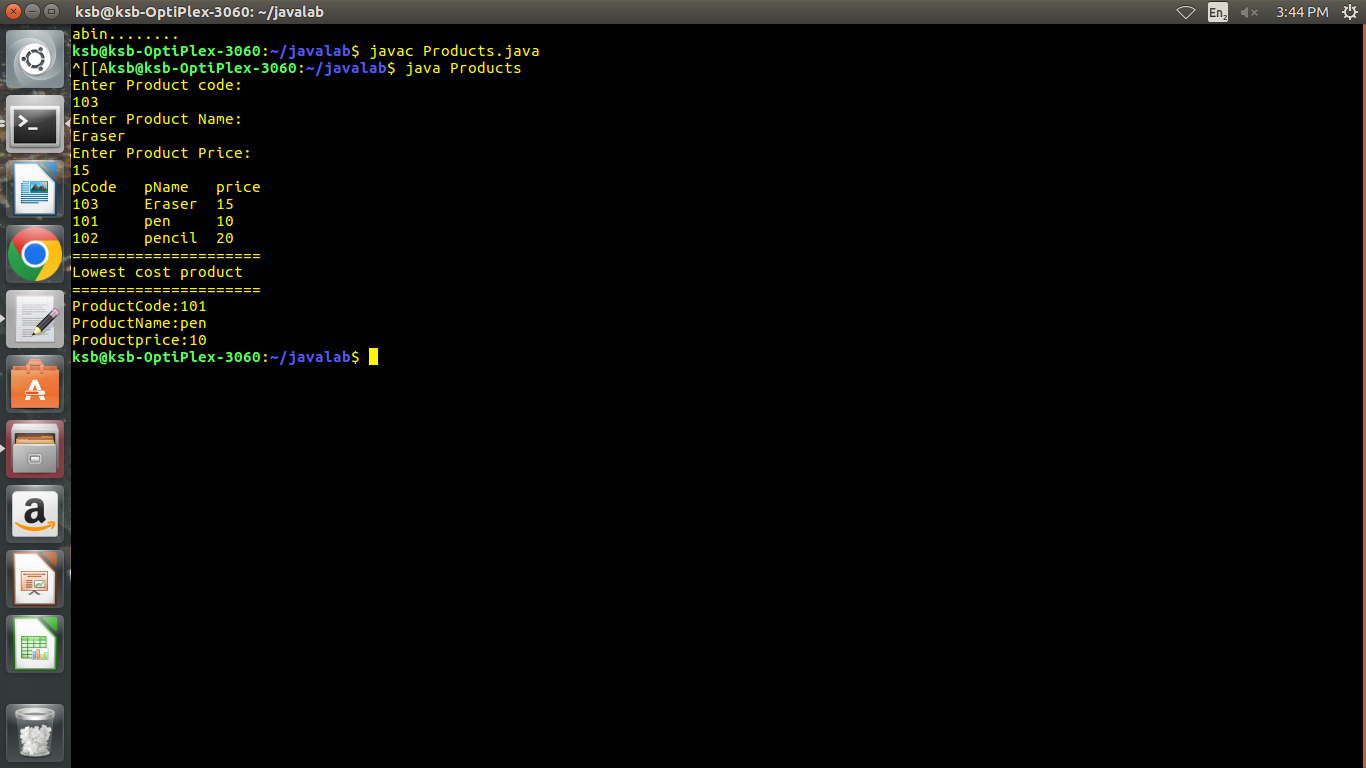 ksb@ksb-OptiPlex-3060: ~/javalab
En2
3:44 PM
abin........
ksb@ksb-OptiPlex-3060:~/javalab$ javac Products.java
^[[Aksb@ksb-OptiPlex-3060:~/javalab$ java Products
Enter Product code:
103
Enter Product Name:
Eraser
Enter Product Price:
15
pCode pName price
103 Eraser 15
101 pen 10
102 pencil 20
=====================
Lowest cost product
=====================
ProductCode:101
ProductName:pen
Productprice:10
ksb@ksb-OptiPlex-3060:~/javalab$